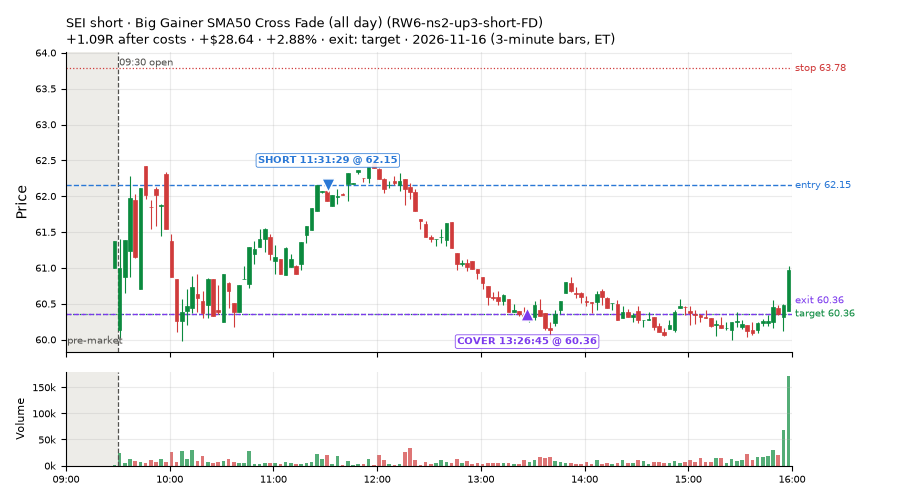 SEI short · Big Gainer SMA50 Cross Fade (all day) (RW6-ns2-up3-short-FD)
+1.09R after costs · +$28.64 · +2.88% · exit: target · 2026-11-16 (3-minute bars, ET)
64.0
09:30 open
stop 63.78
63.5
63.0
62.5
SHORT 11:31:29 @ 62.15
entry 62.15
62.0
Price
61.5
61.0
60.5
exit 60.36
target 60.36
60.0
pre-market
COVER 13:26:45 @ 60.36
150k
100k
Volume
50k
0k
09:00
10:00
11:00
12:00
13:00
14:00
15:00
16:00